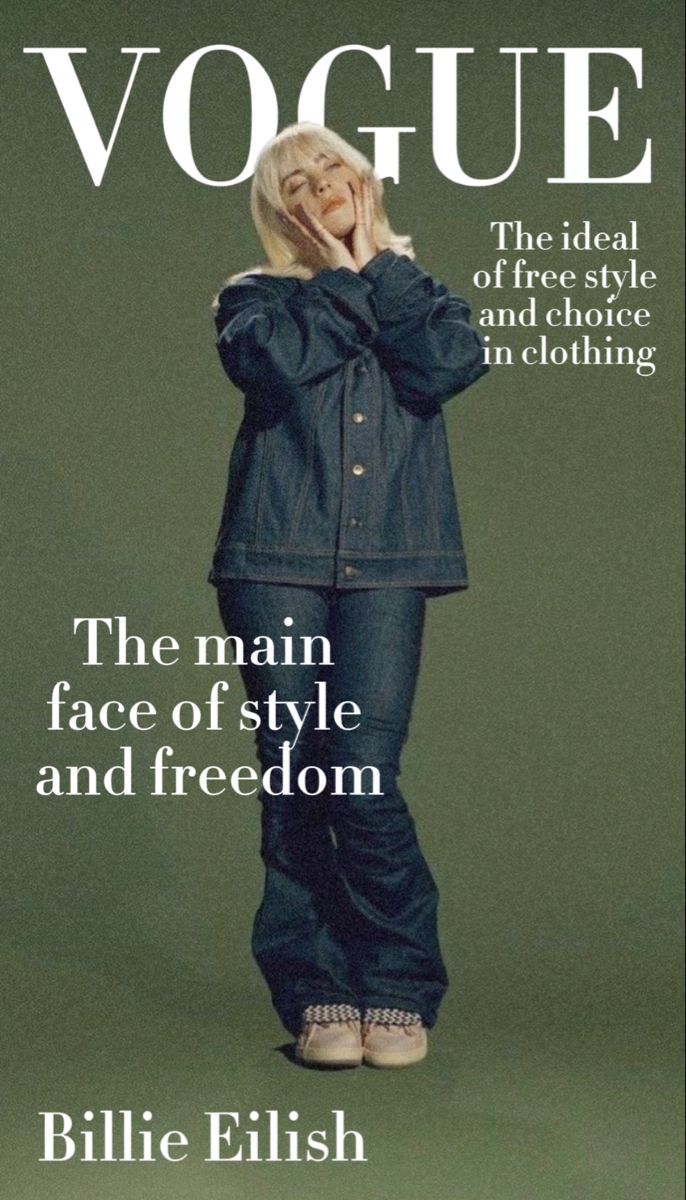 VOGUE
The ideal
of free style
and choice
in clothing
The main
face of style
and freedom
Billie Eilish